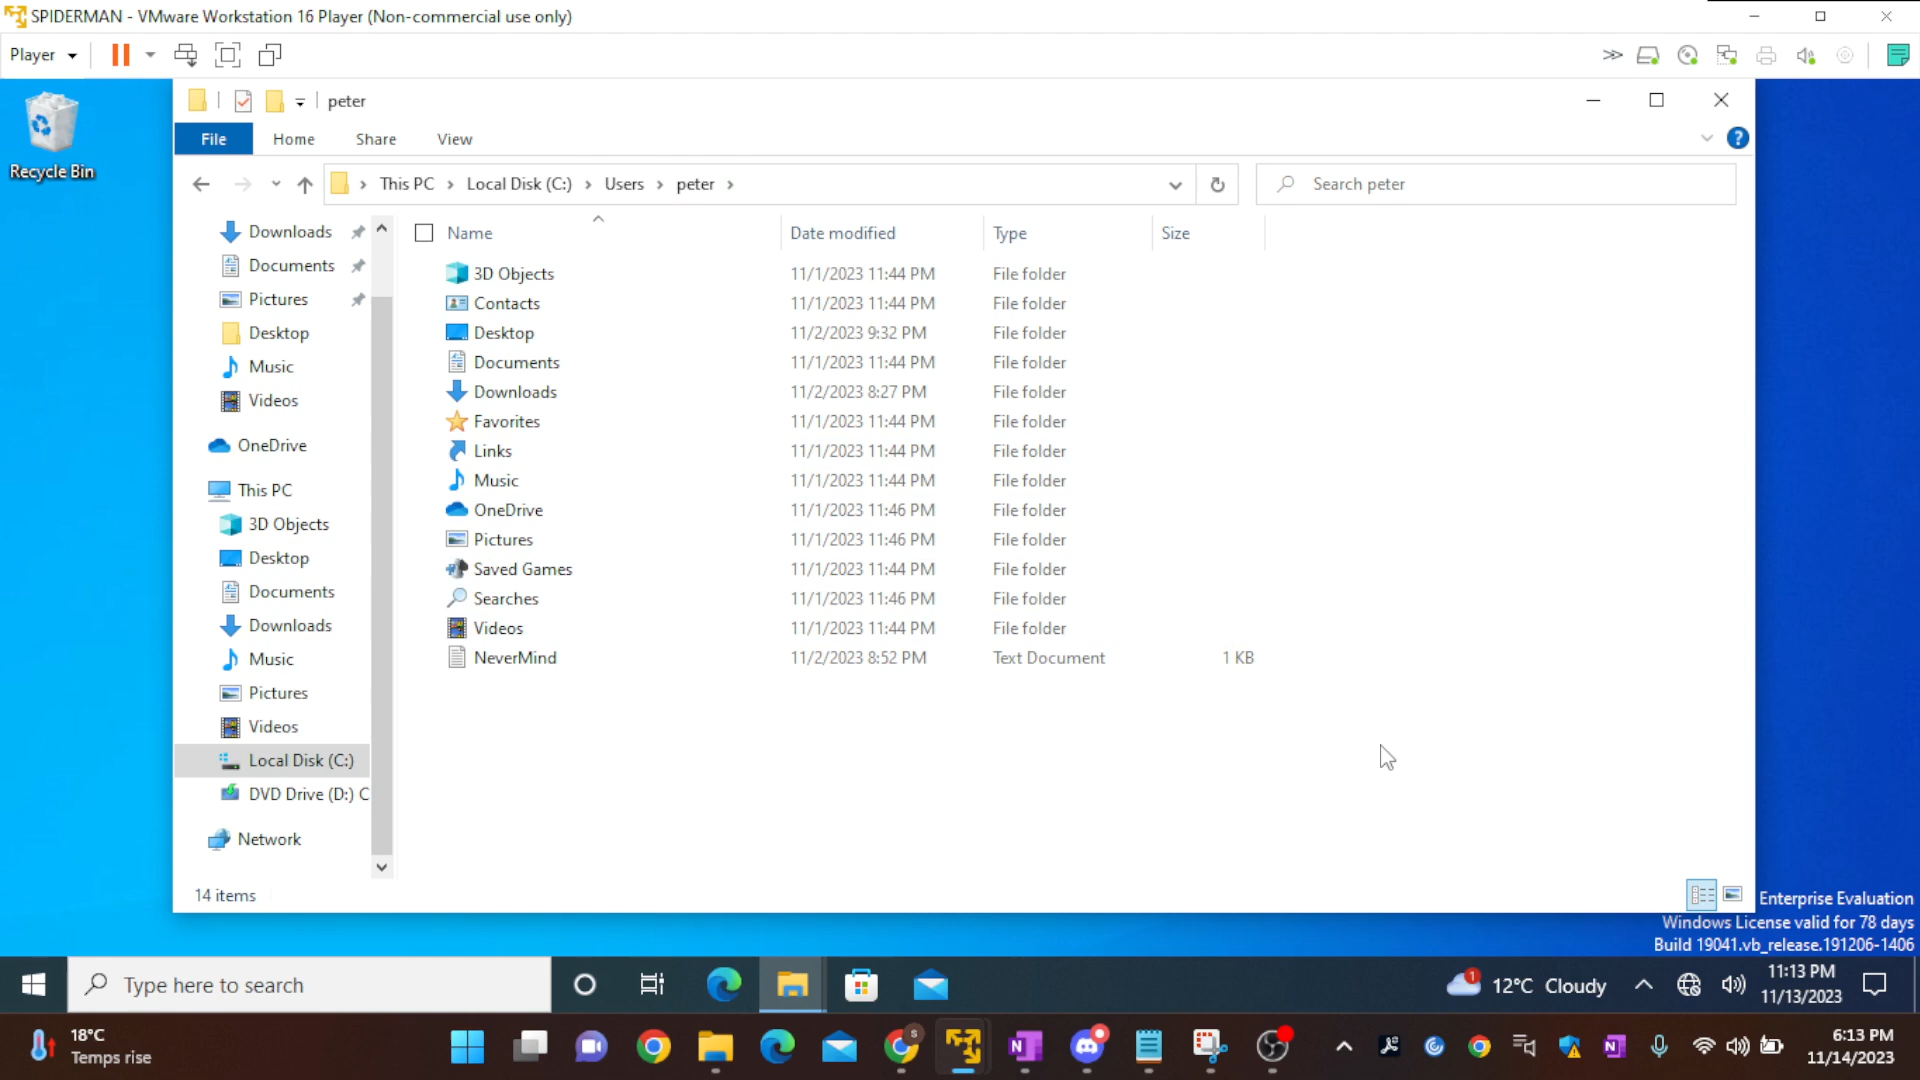 SPIDERMAN - VMware Workstation 16 Player (Non-commercial use only)
Player
Recycle Bin
peter
File Home Share View
This PC Local Disk (C:) Users peter
Search peter
Downloads
Documents
Pictures
Desktop
Music
Videos
OneDrive
This PC
3D Objects
Desktop
Documents
Downloads
Music
Pictures
Videos
Local Disk (C:)
DVD Drive (D:) C
Network
Name Date modified Type Size
3D Objects 11/1/2023 11:44 PM File folder
Contacts 11/1/2023 11:44 PM File folder
Desktop 11/2/2023 9:32 PM File folder
Documents 11/1/2023 11:44 PM File folder
Downloads 11/2/2023 8:27 PM File folder
Favorites 11/1/2023 11:44 PM File folder
Links 11/1/2023 11:44 PM File folder
Music 11/1/2023 11:44 PM File folder
OneDrive 11/1/2023 11:46 PM File folder
Pictures 11/1/2023 11:46 PM File folder
Saved Games 11/1/2023 11:44 PM File folder
Searches 11/1/2023 11:46 PM File folder
Videos 11/1/2023 11:44 PM File folder
NeverMind 11/2/2023 8:52 PM Text Document 1 KB
14 items
Enterprise Evaluation
Windows License valid for 78 days
Build 19041.vb_release.191206-1406
Type here to search
1
12°C Cloudy
11:13 PM
11/13/2023
18°C
Temps rise
6:13 PM
11/14/2023